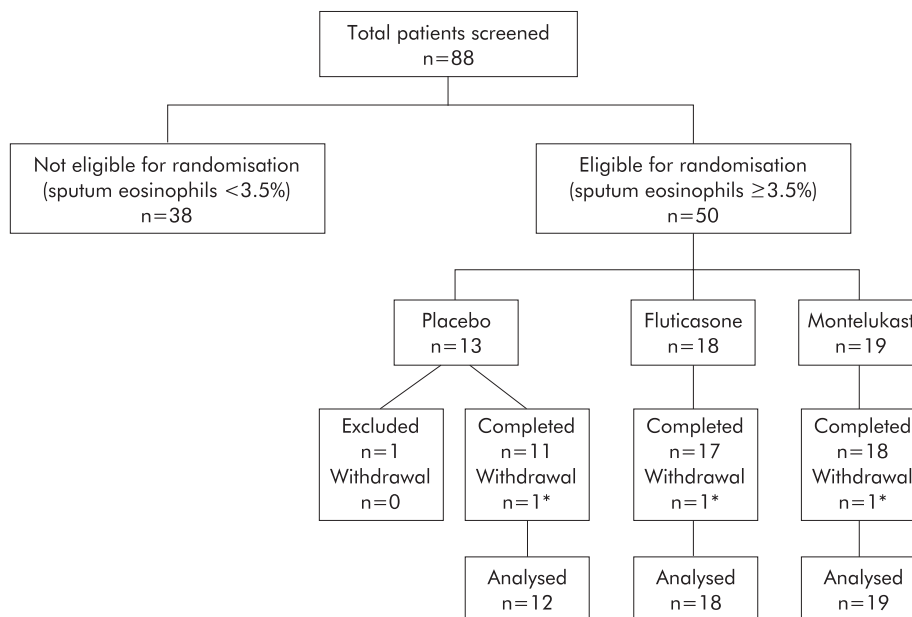 Total patients screened
n=88
Not eligible for randomisation
(sputum eosinophils <3.5%)
n=38
Eligible for randomisation
(sputum eosinophils ≥3.5%)
n=50
Placebo
n=13
Fluticasone
n=18
Montelukast
n=19
Excluded
n=1
Withdrawal
n=0
Completed
n=11
Withdrawal
n=1*
Completed
n=17
Withdrawal
n=1*
Completed
n=18
Withdrawal
n=1*
Analysed
n=12
Analysed
n=18
Analysed
n=19